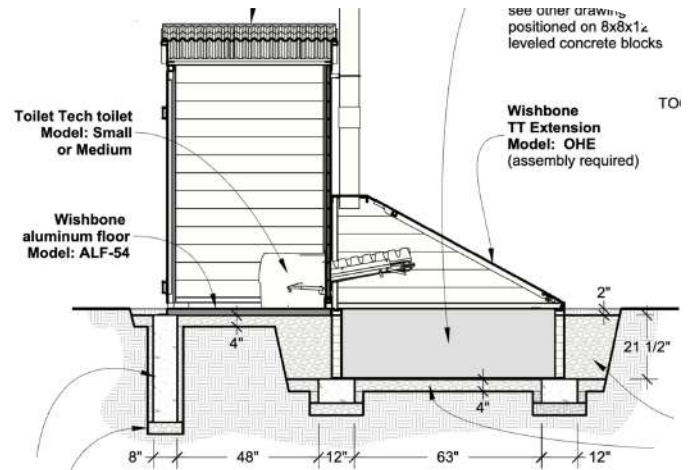 see other drawing
positioned on 8x8x12
leveled concrete blocks
Toilet Tech toilet
Model: Small
or Medium
Wishbone
TT Extension
Model: OHE
(assembly required)
Wishbone
aluminum floor
Model: ALF-54
2"
4"
21 1/2"
4"
8"
48"
12"
63"
12"